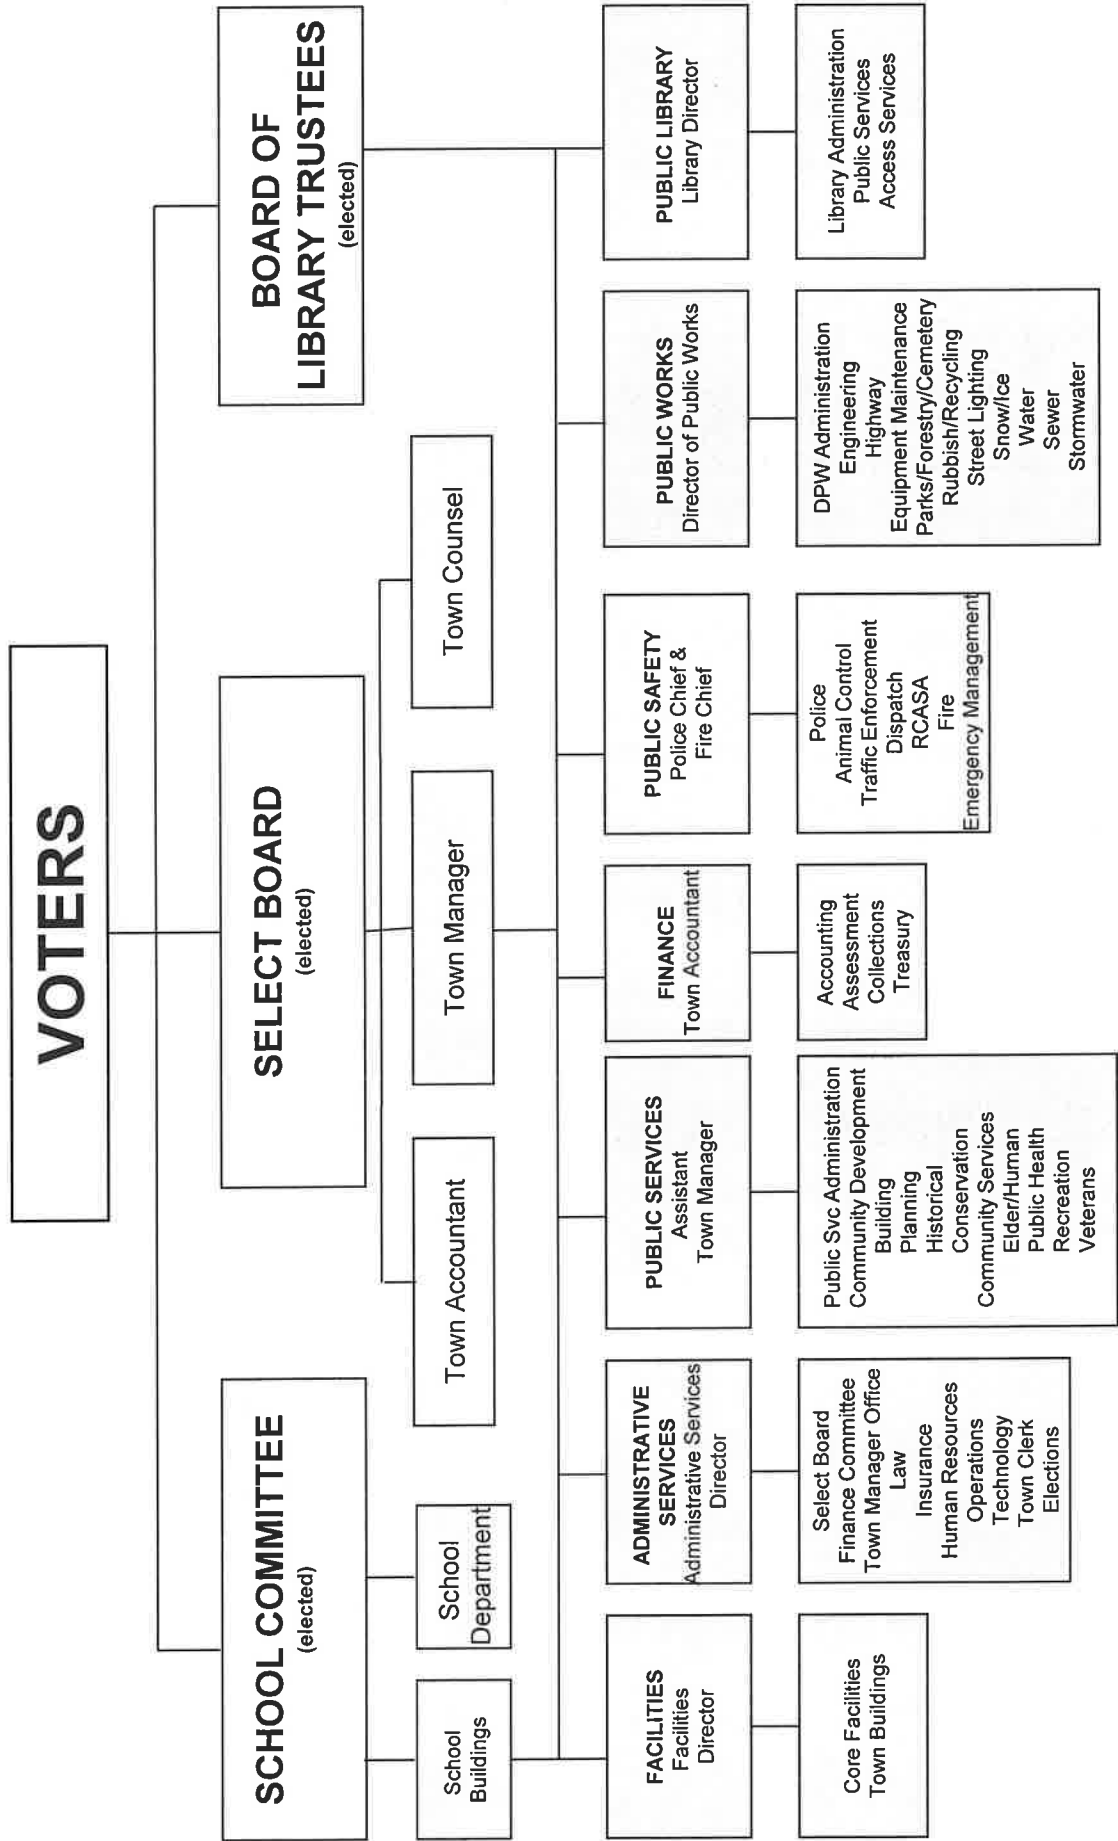 VOTERS
SCHOOL COMMITTEE
(elected)
SELECT BOARD
(elected)
BOARD OF
LIBRARY TRUSTEES
(elected)
School
Buildings
School
Department
Town Accountant
Town Manager
Town Counsel
FACILITIES
Facilities
Director
ADMINISTRATIVE
SERVICES
Administrative Services
Director
PUBLIC SERVICES
Assistant
Town Manager
FINANCE
Town Accountant
PUBLIC SAFETY
Police Chief &
Fire Chief
PUBLIC WORKS
Director of Public Works
PUBLIC LIBRARY
Library Director
Core Facilities
Town Buildings
Select Board
Finance Committee
Town Manager Office
Law
Insurance
Human Resources
Operations
Technology
Town Clerk
Elections
Public Svc Administration
Community Development
Building
Planning
Historical
Conservation
Community Services
Elder/Human
Public Health
Recreation
Veterans
Accounting
Assessment
Collections
Treasury
Police
Animal Control
Traffic Enforcement
Dispatch
RCASA
Fire
Emergency Management
DPW Administration
Engineering
Highway
Equipment Maintenance
Parks/Forestry/Cemetery
Rubbish/Recycling
Street Lighting
Snow/Ice
Water
Sewer
Stormwater
Library Administration
Public Services
Access Services